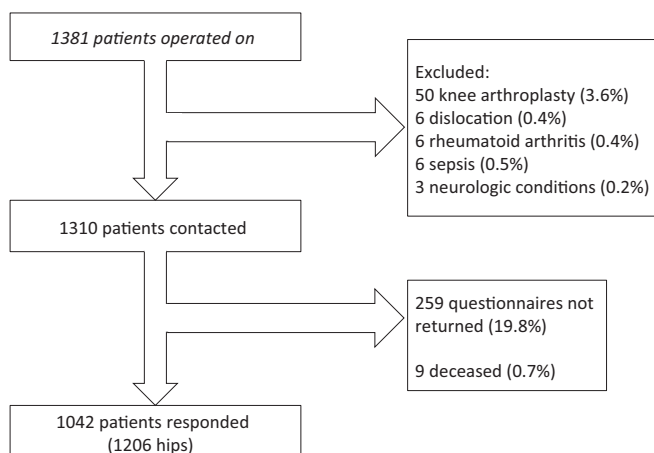 1381 patients operated on
Excluded:
50 knee arthroplasty (3.6%)
6 dislocation (0.4%)
6 rheumatoid arthritis (0.4%)
6 sepsis (0.5%)
3 neurologic conditions (0.2%)
1310 patients contacted
259 questionnaires not
returned (19.8%)
9 deceased (0.7%)
1042 patients responded
(1206 hips)